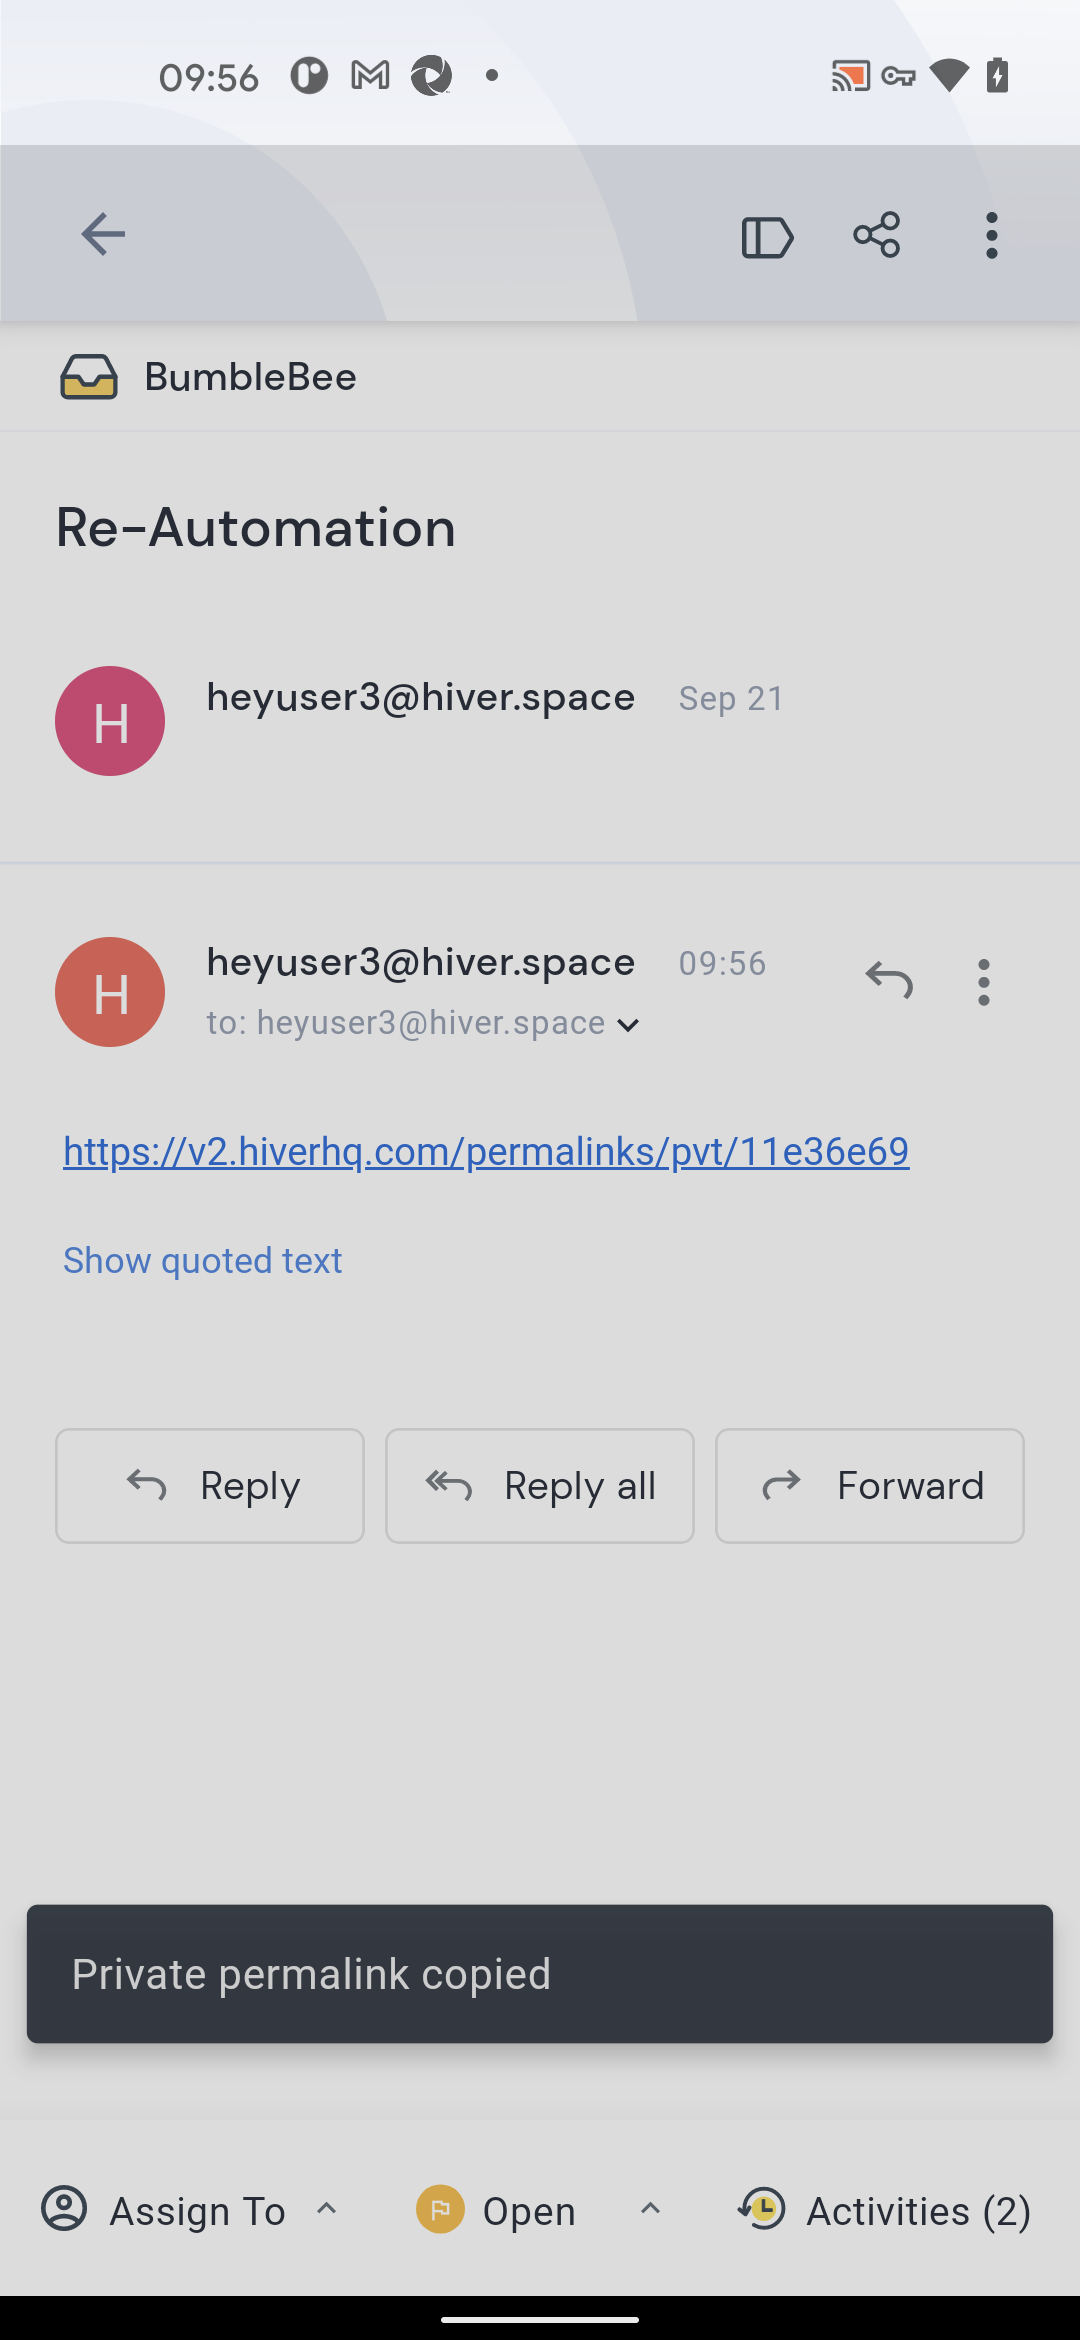 09:56
BumbleBee
Re-Automation
H
heyuser3@hiver.space Sep 21
H
heyuser3@hiver.space 09:56
to: heyuser3@hiver.space
https://v2.hiverhq.com/permalinks/pvt/11e36e69
Show quoted text
Reply Reply all Forward
Private permalink copied
Assign To Open Activities (2)